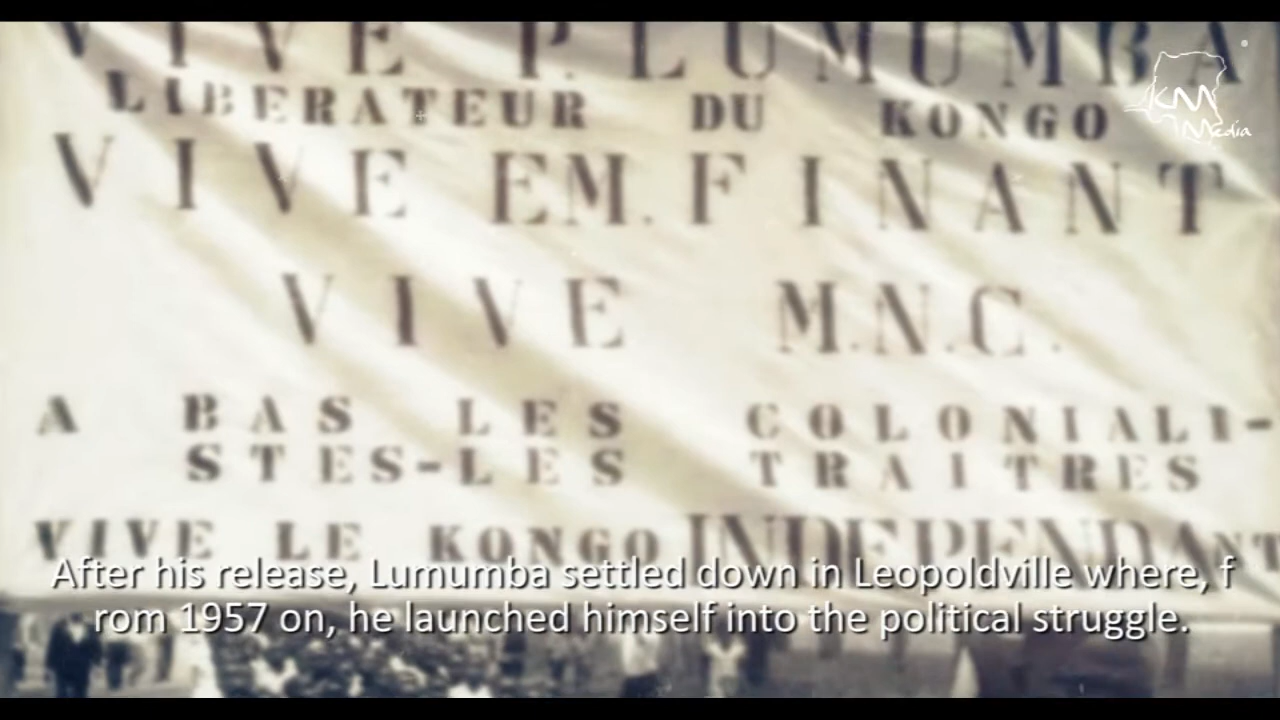 VIVE P. LUMUMBA
LIBERATEUR DU KONGO
KM
Média
VIVE EM. FINANT
VIVE M.N.C.
A BAS LES COLONIALI-
STES-LES TRAITRES
VIVE LE KONGO INDEPENDANT
After his release, Lumumba settled down in Leopoldville where, f
rom 1957 on, he launched himself into the political struggle.